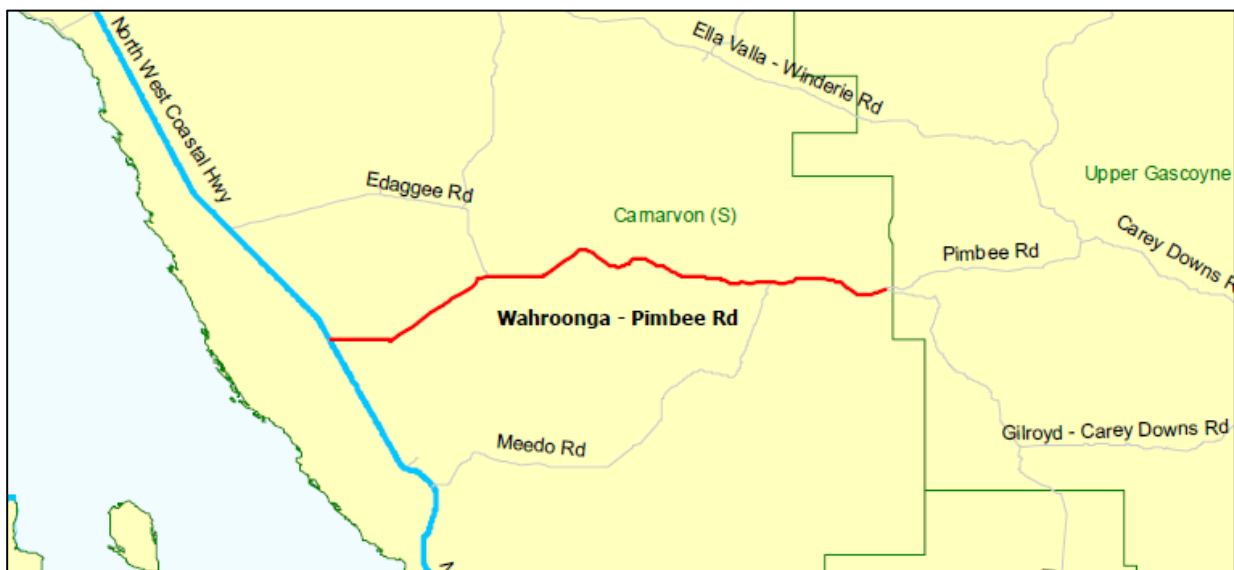 North West Coastal Hwy
Ella Valla - Winderie Rd
Edaggee Rd
Upper Gascoyne
Carnarvon (S)
Carey Downs R
Pimbee Rd
Wahroonga - Pimbee Rd
Gilroyd - Carey Downs Rd
Meedo Rd